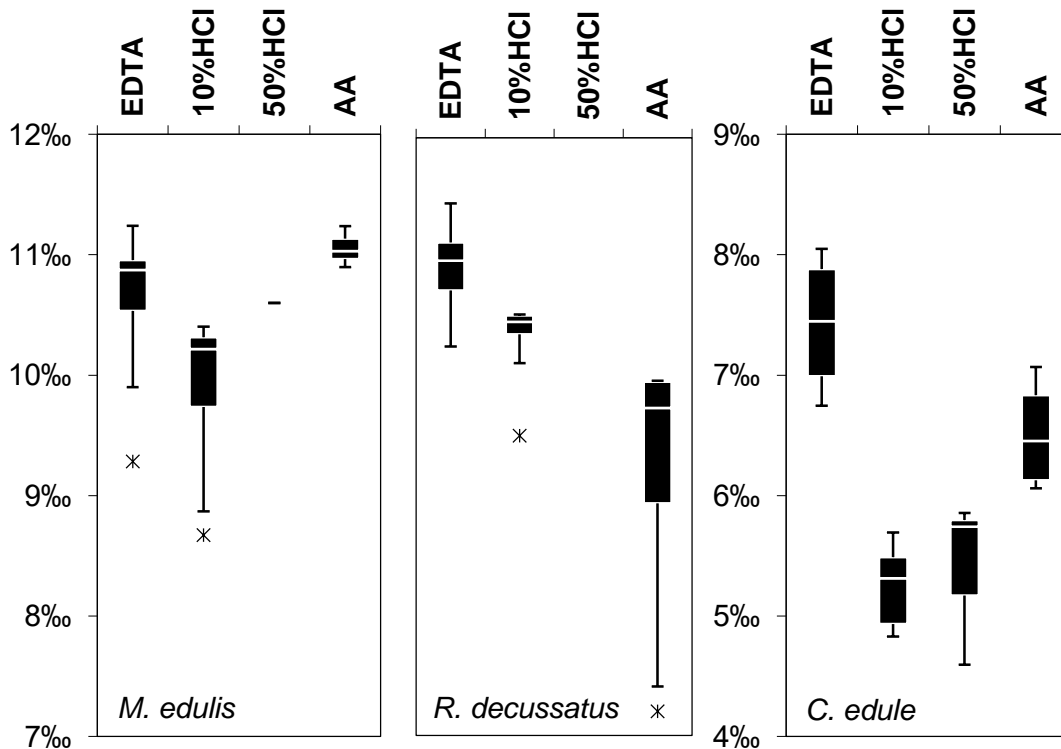 EDTA 10%HCl 50%HCl AA
EDTA 10%HCl 50%HCl AA
EDTA 10%HCl 50%HCl AA
12‰
11‰
10‰
9‰
8‰
7‰
9‰
8‰
7‰
6‰
5‰
4‰
M. edulis
R. decussatus
C. edule